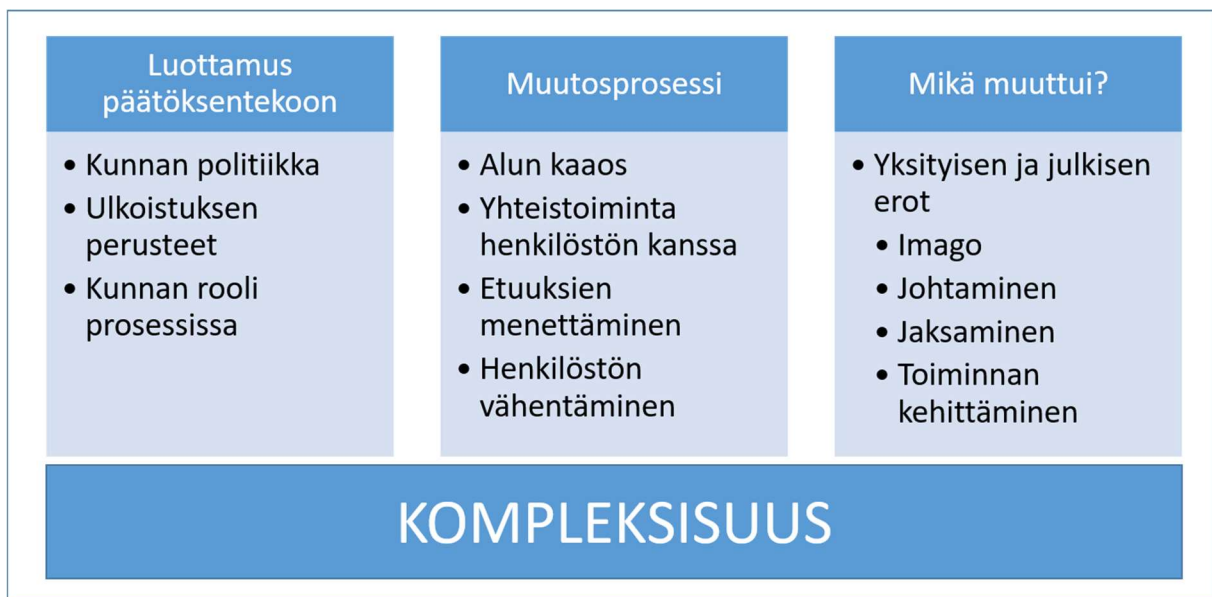 Luottamus
päätöksentekoon
• Kunnan politiikka
• Ulkoistuksen
perusteet
• Kunnan rooli
prosessissa
Muutosprosessi
• Alun kaaos
• Yhteistoiminta
henkilöstön kanssa
• Etuuksien
menettäminen
• Henkilöstön
vähentäminen
Mikä muuttui?
• Yksityisen ja julkisen
erot
• Imago
• Johtaminen
• Jaksaminen
• Toiminnan
kehittäminen
KOMPLEKSISUUS